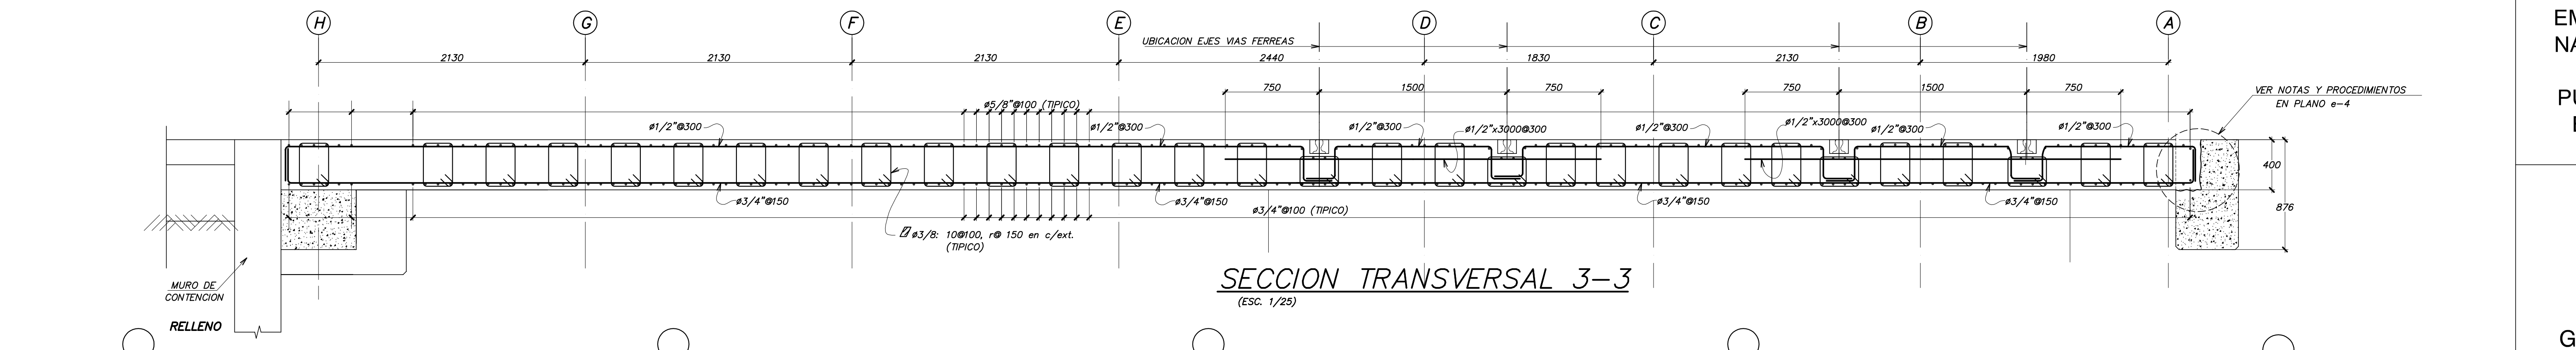 H G F E D C B A
UBICACION EJES VIAS FERREAS
2130 2130 2130 2440 1830 2130 1980
750 1500 750 750 1500 750
VER NOTAS Y PROCEDIMIENTOS
EN PLANO e-4
ø5/8"@100 (TIPICO)
ø1/2"@300 ø1/2"@300 ø1/2"@300 ø1/2"x3000@300 ø1/2"@300 ø1/2"x3000@300 ø1/2"@300 ø1/2"@300
400
ø3/4"@150 ø3/4"@150 ø3/4"@150 ø3/4"@150
ø3/4"@100 (TIPICO)
876
ø3/8: 10@100, r@ 150 en c/ext.
(TIPICO)
MURO DE
CONTENCION
RELLENO
SECCION TRANSVERSAL 3-3
(ESC. 1/25)
EM
NA
PU
G